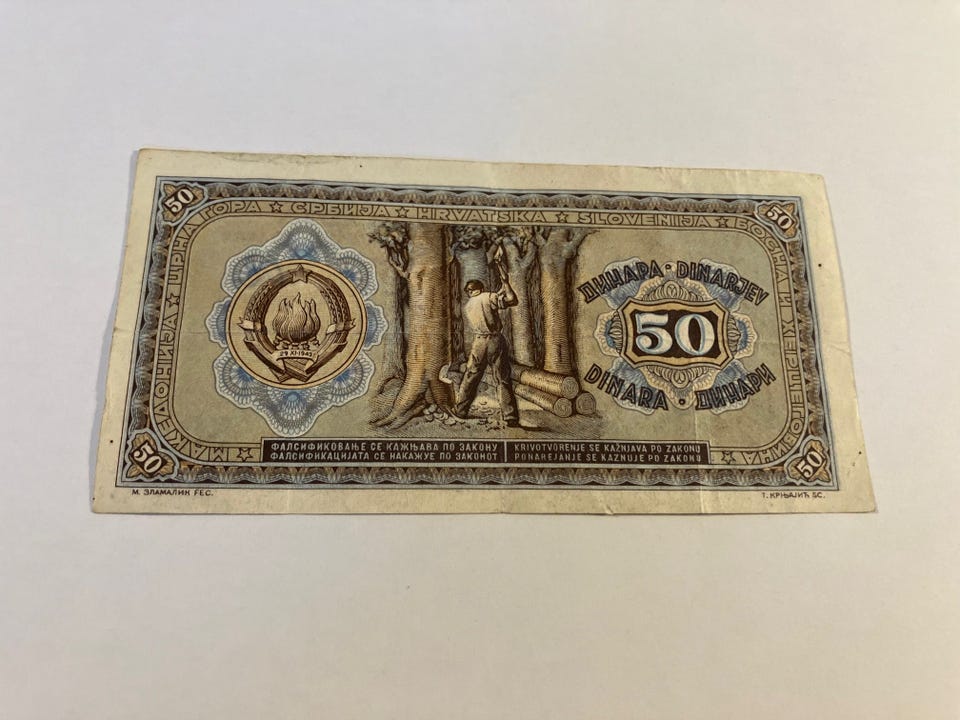 50
50
МАКЕДОНИЈА ★ ЦРНА ГОРА ★ СРБИЈА ★ HRVATSKA ★ SLOVENIJA ★ БОСНА И ХЕРЦЕГОВИНА
29 XI·1943
ДИНАРА · DINARJEV
50
DINARA · ДИНАРИ
ФАЛСИФИКОВАЊЕ СЕ КАЖЊАВА ПО ЗАКОНУ
ФАЛСИФИКАЦИЈАТА СЕ НАКАЖУЕ ПО ЗАКОНОТ
KRIVOTVORENJE SE KAŽNJAVA PO ZAKONU
PONAREJANJE SE KAZNUJE PO ZAKONU
50
50
М. ЗЛАМАЛИК FEC.
Т. КРЊАЈИЋ SC.